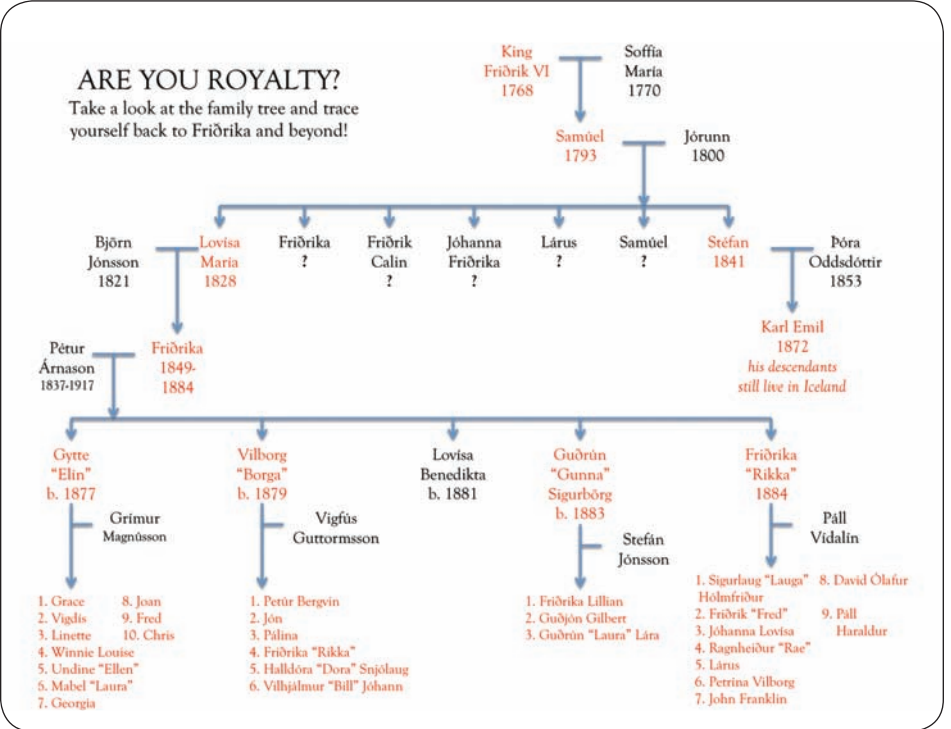 ARE YOU ROYALTY?
Take a look at the family tree and trace
yourself back to Friðrika and beyond!
King
Friðrik VI
1768
Soffía
María
1770
Samúel
1793
Jórunn
1800
Bjõrn
Jónsson
1821
Lovísa
María
1828
Friðrika
?
Friðrik
Calin
?
Jóhanna
Friðrika
?
Lárus
?
Samúel
?
Stéfan
1841
Þóra
Oddsdóttir
1853
Karl Emil
1872
his descendants
still live in Iceland
Pétur
Árnason
1837-1917
Friðrika
1849-
1884
Gytte
“Elín”
b. 1877
Vilborg
“Borga”
b. 1879
Lovísa
Benedikta
b. 1881
Guðrún
“Gunna”
Sigurbõrg
b. 1883
Friðrika
“Rikka”
1884
Grímur
Magnússon
Vigfús
Guttormsson
Stefán
Jónsson
Páll
Vídalín
1. Grace
2. Vigdís
3. Linette
4. Winnie Louise
5. Undine “Ellen”
5. Mabel “Laura”
7. Georgia
8. Joan
9. Fred
10. Chris
1. Petúr Bergvin
2. Jón
3. Pálína
4. Friðrika “Rikka”
5. Halldóra “Dora” Snjólaug
6. Vilhjálmur “Bill” Jóhann
1. Friðrika Lillian
2. Guðjón Gilbert
3. Guðrún “Laura” Lára
1. Sigurlaug “Lauga”
Hólmfríður
2. Friðrik “Fred”
3. Jóhanna Lovísa
4. Ragnheiður “Rae”
5. Lárus
6. Petrína Vilborg
7. John Franklin
8. David Ólafur
9. Páll
Haraldur